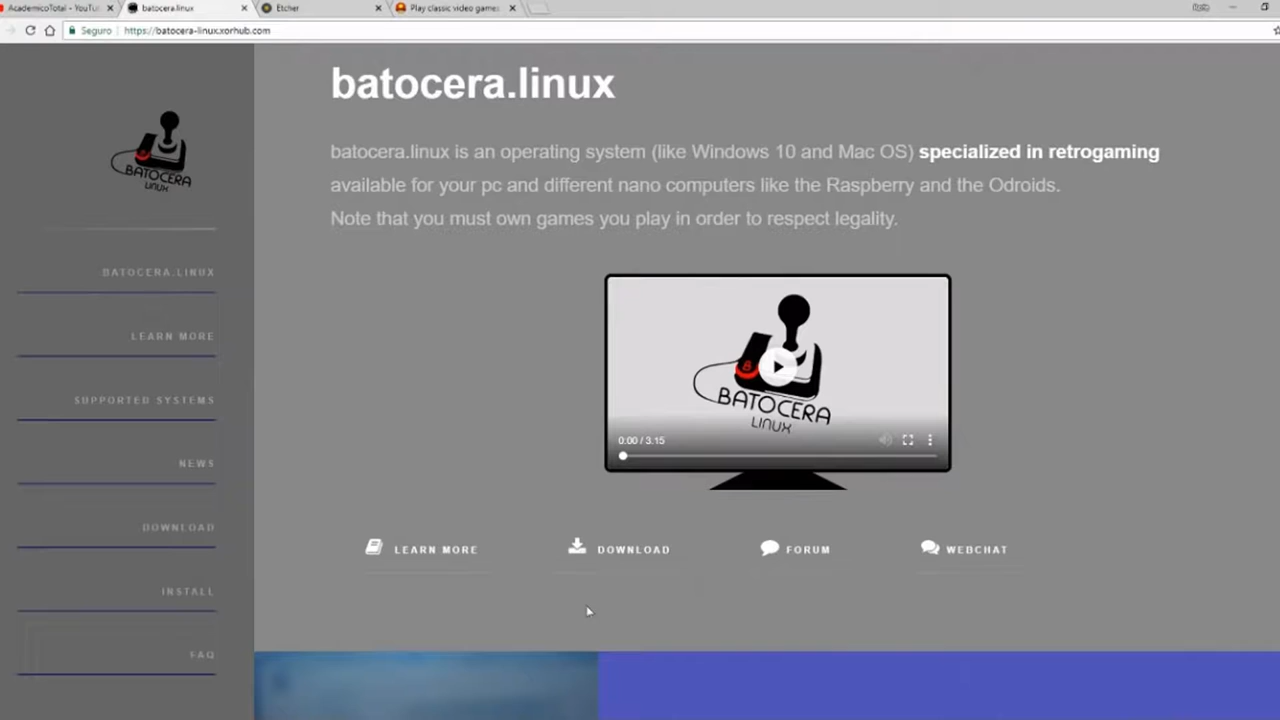 AcademicoTotal - YouTu
batocera.linux
Etcher
Play classic video games
Seguro
https://batocera-linux.xorhub.com
BATOCERA
LINUX
BATOCERA.LINUX
LEARN MORE
SUPPORTED SYSTEMS
NEWS
DOWNLOAD
INSTALL
FAQ
batocera.linux
batocera.linux is an operating system (like Windows 10 and Mac OS) specialized in retrogaming
available for your pc and different nano computers like the Raspberry and the Odroids.
Note that you must own games you play in order to respect legality.
B
BATOCERA
LINUX
0:00 / 3:15
LEARN MORE
DOWNLOAD
FORUM
WEBCHAT